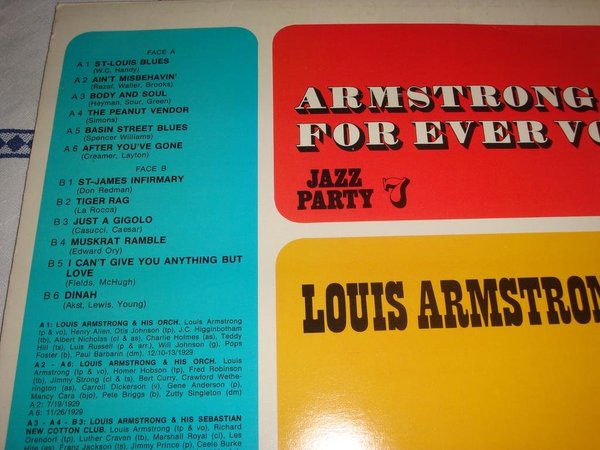 FACE A
A 1 ST-LOUIS BLUES
(W.C. Handy)
A 2 AIN'T MISBEHAVIN'
(Razaf, Waller, Brooks)
A 3 BODY AND SOUL
(Heyman, Sour, Green)
A 4 THE PEANUT VENDOR
(Simons)
A 5 BASIN STREET BLUES
(Spencer Williams)
A 6 AFTER YOU'VE GONE
(Creamer, Layton)
FACE B
B 1 ST-JAMES INFIRMARY
(Don Redman)
B 2 TIGER RAG
(La Rocca)
B 3 JUST A GIGOLO
(Casucci, Caesar)
B 4 MUSKRAT RAMBLE
(Edward Ory)
B 5 I CAN'T GIVE YOU ANYTHING BUT
LOVE
(Fields, McHugh)
B 6 DINAH
(Akst, Lewis, Young)
A 1: LOUIS ARMSTRONG & HIS ORCH. Louis Armstrong
(tp & vo), Henry Allen, Otis Johnson (tp), J.C. Higginbotham
(tb), Albert Nicholas (cl & as), Charlie Holmes (as), Teddy
Hill (ts), Luis Russell (p & arr.), Will Johnson (g), Pops
Foster (b), Paul Barbarin (dm). 12/10-13/1929
A 2 - A 6: LOUIS ARMSTRONG & HIS ORCH. Louis
Armstrong (tp & vo), Homer Hobson (tp), Fred Robinson
(tb), Jimmy Strong (cl & ts), Bert Curry, Crawford Wethe-
rington (as), Carroll Dickerson (v), Gene Anderson (p),
Mancy Cara (bjo), Pete Briggs (b), Zutty Singleton (dm)
A 2: 7/19/1929
A 6: 11/26/1929
A 3 - A 4 - B 3: LOUIS ARMSTRONG & HIS SEBASTIAN
NEW COTTON CLUB. Louis Armstrong (tp & vo), Richard
Orendorf (tp), Luther Craven (tb), Marshall Royal (cl), Les
Hite (as), Franz Jackson (ts), Jimmy Prince (p), Ceele Burke
ARMSTRONG
FOR EVER VO
JAZZ
PARTY 7
LOUIS ARMSTRON